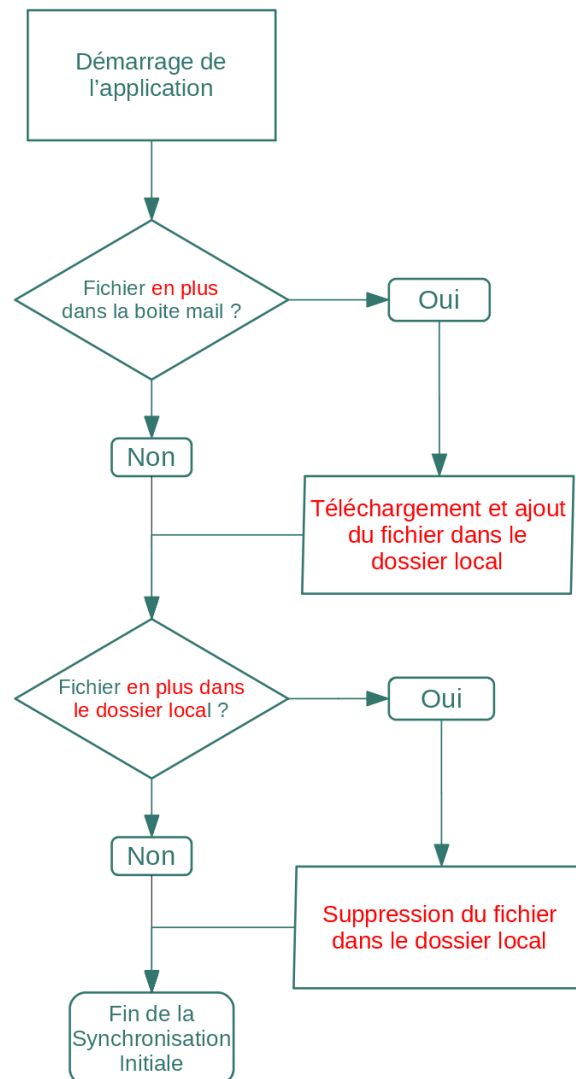 Démarrage de
l'application
Fichier en plus
dans la boite mail ?
Oui
Non
Téléchargement et ajout
du fichier dans le
dossier local
Fichier en plus dans
le dossier local ?
Oui
Non
Suppression du fichier
dans le dossier local
Fin de la
Synchronisation
Initiale